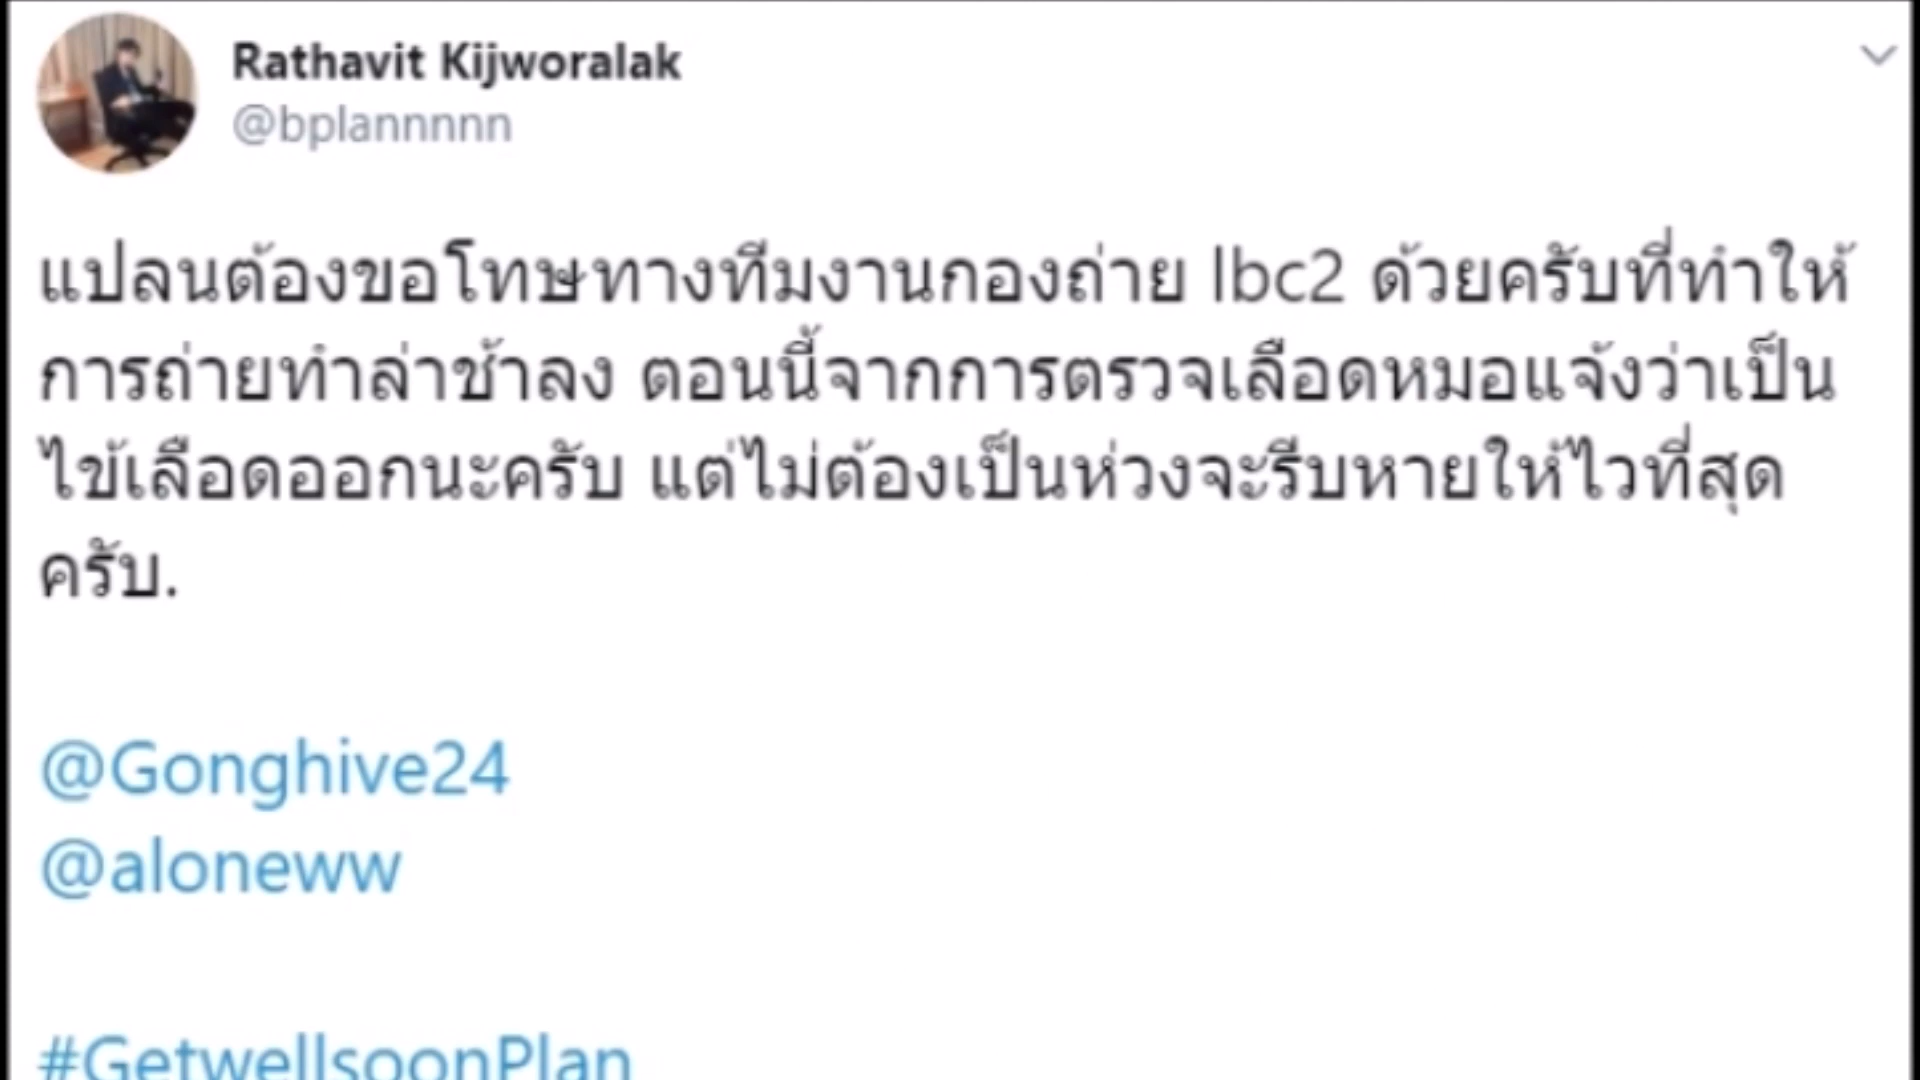 Rathavit Kijworalak
@bplannnnn
แปลนต้องขอโทษทางทีมงานกองถ่าย lbc2 ด้วยครับที่ทำให้
การถ่ายทำล่าช้าลง ตอนนี้จากการตรวจเลือดหมอแจ้งว่าเป็น
ไข้เลือดออกนะครับ แต่ไม่ต้องเป็นห่วงจะรีบหายให้ไวที่สุด
ครับ.
@Gonghive24
@aloneww
#GetwellsoonPlan